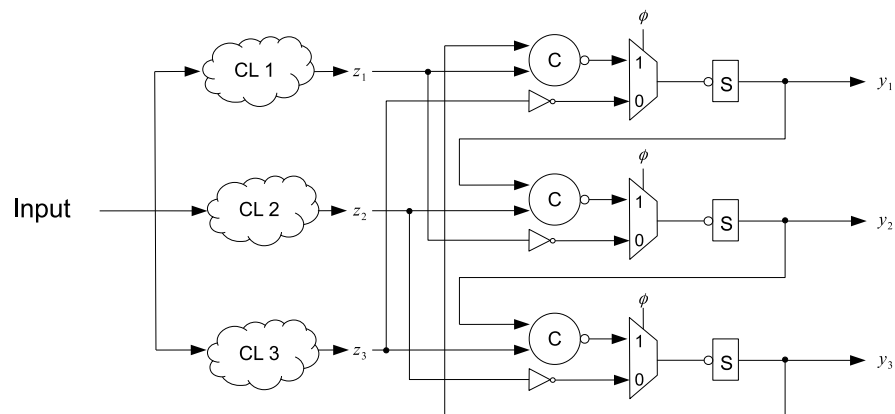 ϕ
CL 1
z₁
C
1
0
S
y₁
ϕ
Input
CL 2
z₂
C
1
0
S
y₂
ϕ
CL 3
z₃
C
1
0
S
y₃